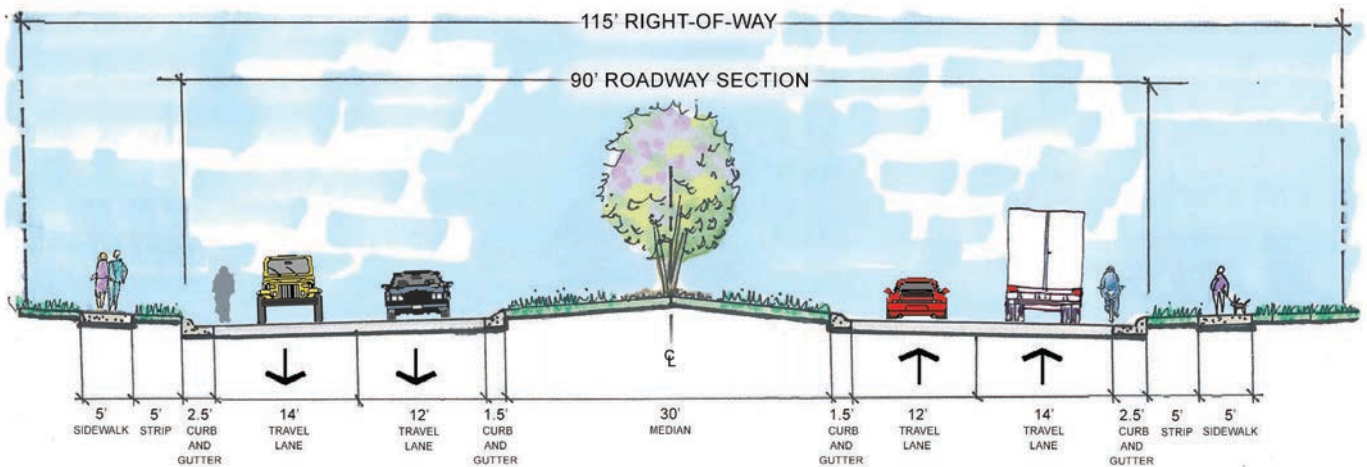 115' RIGHT-OF-WAY
90' ROADWAY SECTION
℄
5' 5' 2.5' 14' 12' 1.5' 30' 1.5' 12' 14' 2.5' 5' 5'
SIDEWALK STRIP CURB TRAVEL TRAVEL CURB MEDIAN CURB TRAVEL TRAVEL CURB STRIP SIDEWALK
AND LANE LANE AND AND LANE LANE AND
GUTTER GUTTER GUTTER GUTTER